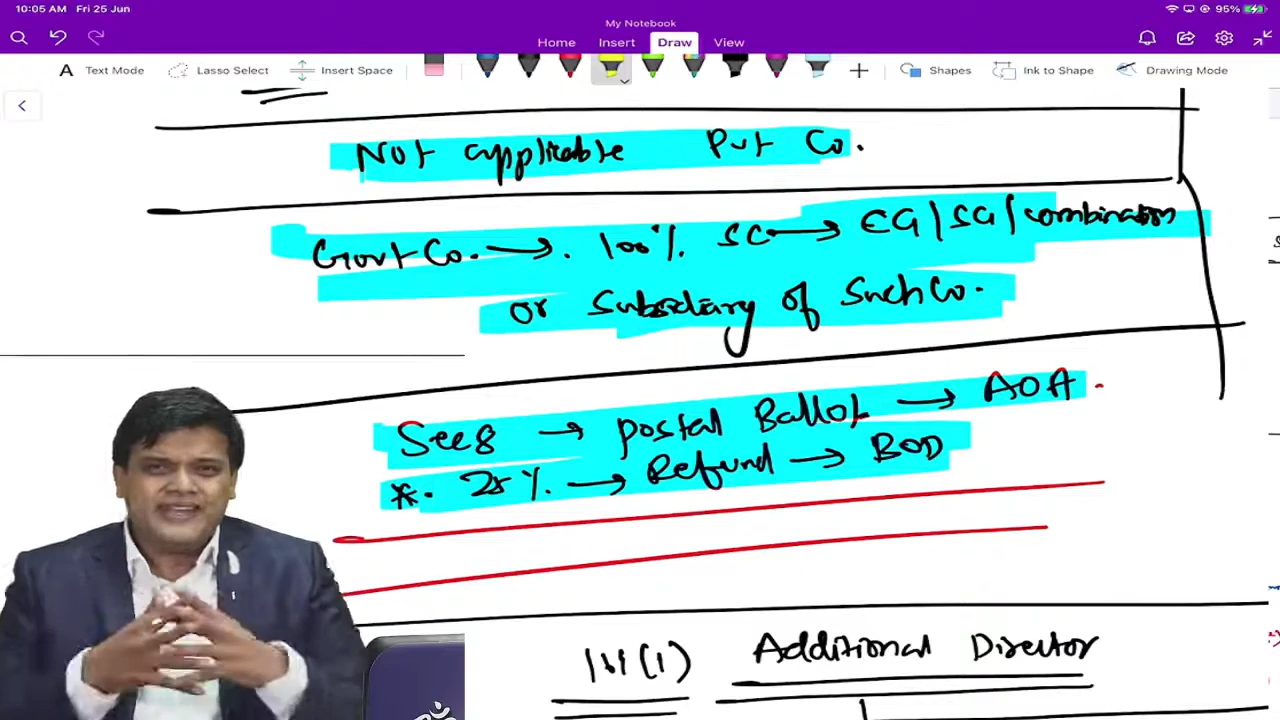 10:05 AM Fri 25 Jun
95%
My Notebook
Home Insert Draw View
Text Mode Lasso Select Insert Space Shapes Ink to Shape Drawing Mode
Not applicable Pvt Co.
Govt Co. → 100% SC → CG/SG/combination
or Subsidiary of Such Co.
Sec 8 → postal Ballot → AOA.
*. 25% → Refund → BOD
161(1) Additional Director